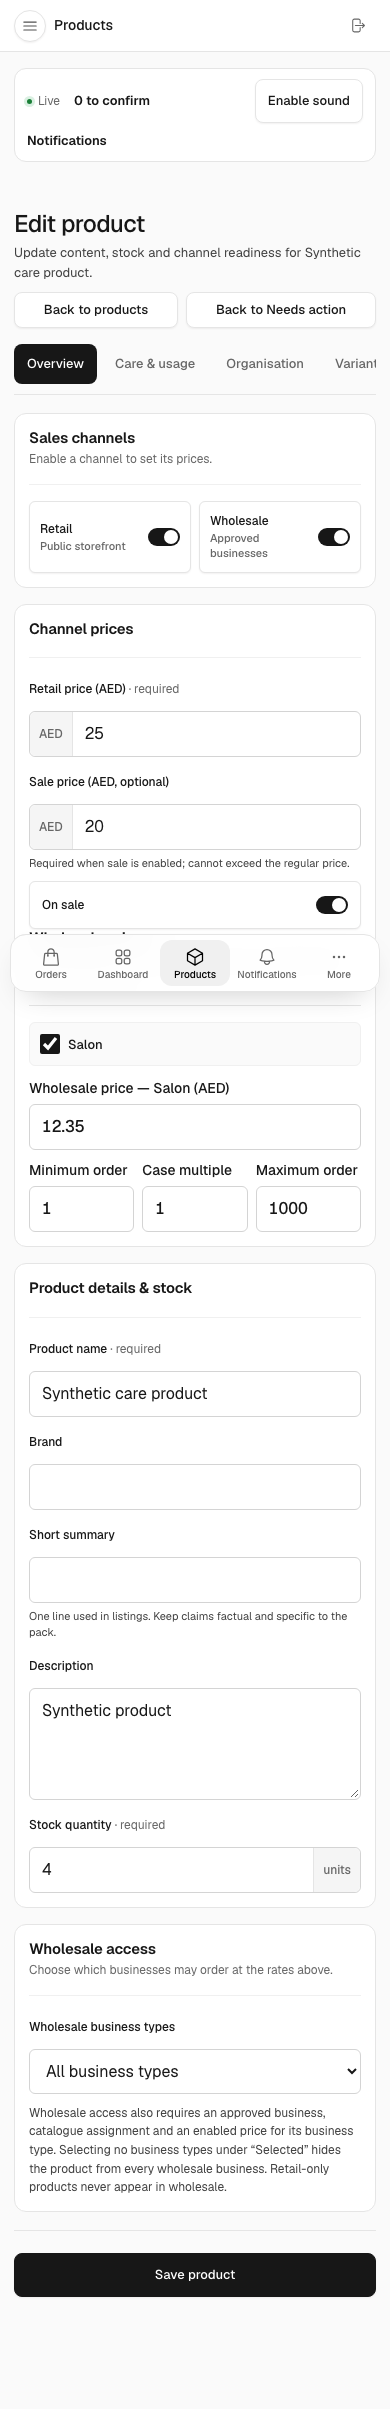 Products
Live 0 to confirm
Enable sound
Notifications
Edit product
Update content, stock and channel readiness for Synthetic
care product.
Back to products
Back to Needs action
Overview
Care & usage
Organisation
Variant
Sales channels
Enable a channel to set its prices.
Retail
Public storefront
Wholesale
Approved
businesses
Channel prices
Retail price (AED) · required
AED 25
Sale price (AED, optional)
AED 20
Required when sale is enabled; cannot exceed the regular price.
On sale
Orders
Dashboard
Products
Notifications
More
Salon
Wholesale price — Salon (AED)
12.35
Minimum order
Case multiple
Maximum order
1
1
1000
Product details & stock
Product name · required
Synthetic care product
Brand
Short summary
One line used in listings. Keep claims factual and specific to the
pack.
Description
Synthetic product
Stock quantity · required
4 units
Wholesale access
Choose which businesses may order at the rates above.
Wholesale business types
All business types
Wholesale access also requires an approved business,
catalogue assignment and an enabled price for its business
type. Selecting no business types under “Selected” hides
the product from every wholesale business. Retail-only
products never appear in wholesale.
Save product